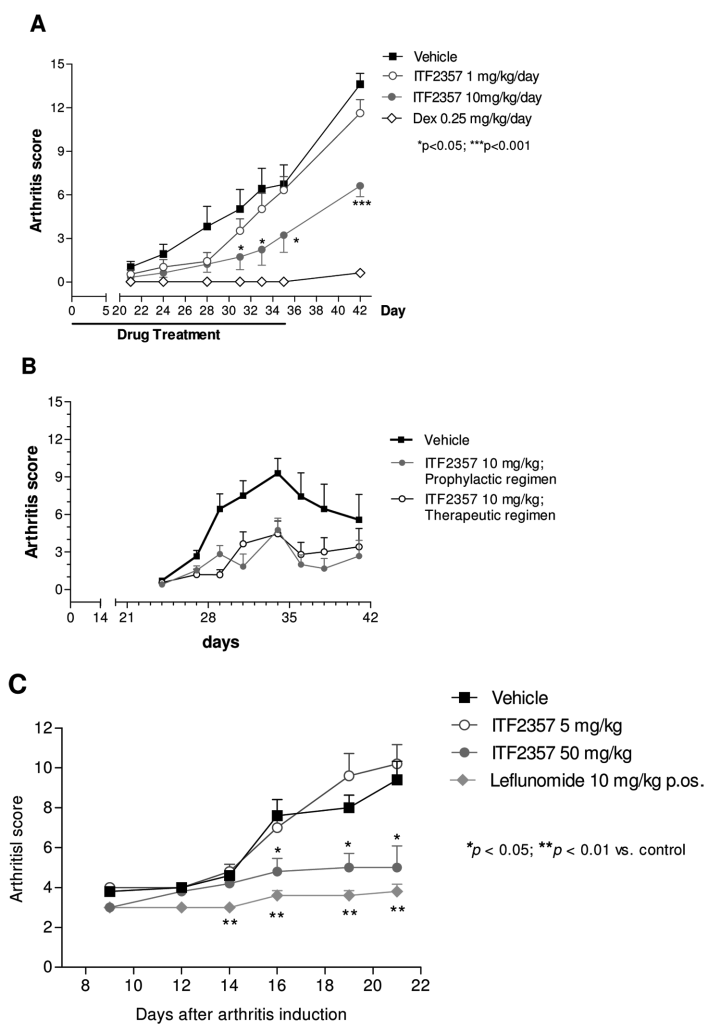 A
15
12
9
6
3
0
Arthritis score
Vehicle
ITF2357 1 mg/kg/day
ITF2357 10mg/kg/day
Dex 0.25 mg/kg/day
*p<0.05; ***p<0.001
* * *
***
0 5 20 22 24 26 28 30 32 34 36 38 40 42 Day
Drug Treatment
B
15
12
9
6
3
0
Arthritis score
Vehicle
ITF2357 10 mg/kg;
Prophylactic regimen
ITF2357 10 mg/kg;
Therapeutic regimen
0 14 21 28 35 42
days
C
12
10
8
6
4
2
0
Arthritisl score
Vehicle
ITF2357 5 mg/kg
ITF2357 50 mg/kg
Leflunomide 10 mg/kg p.os.
*p < 0.05; **p < 0.01 vs. control
* * *
** ** ** **
8 10 12 14 16 18 20 22
Days after arthritis induction